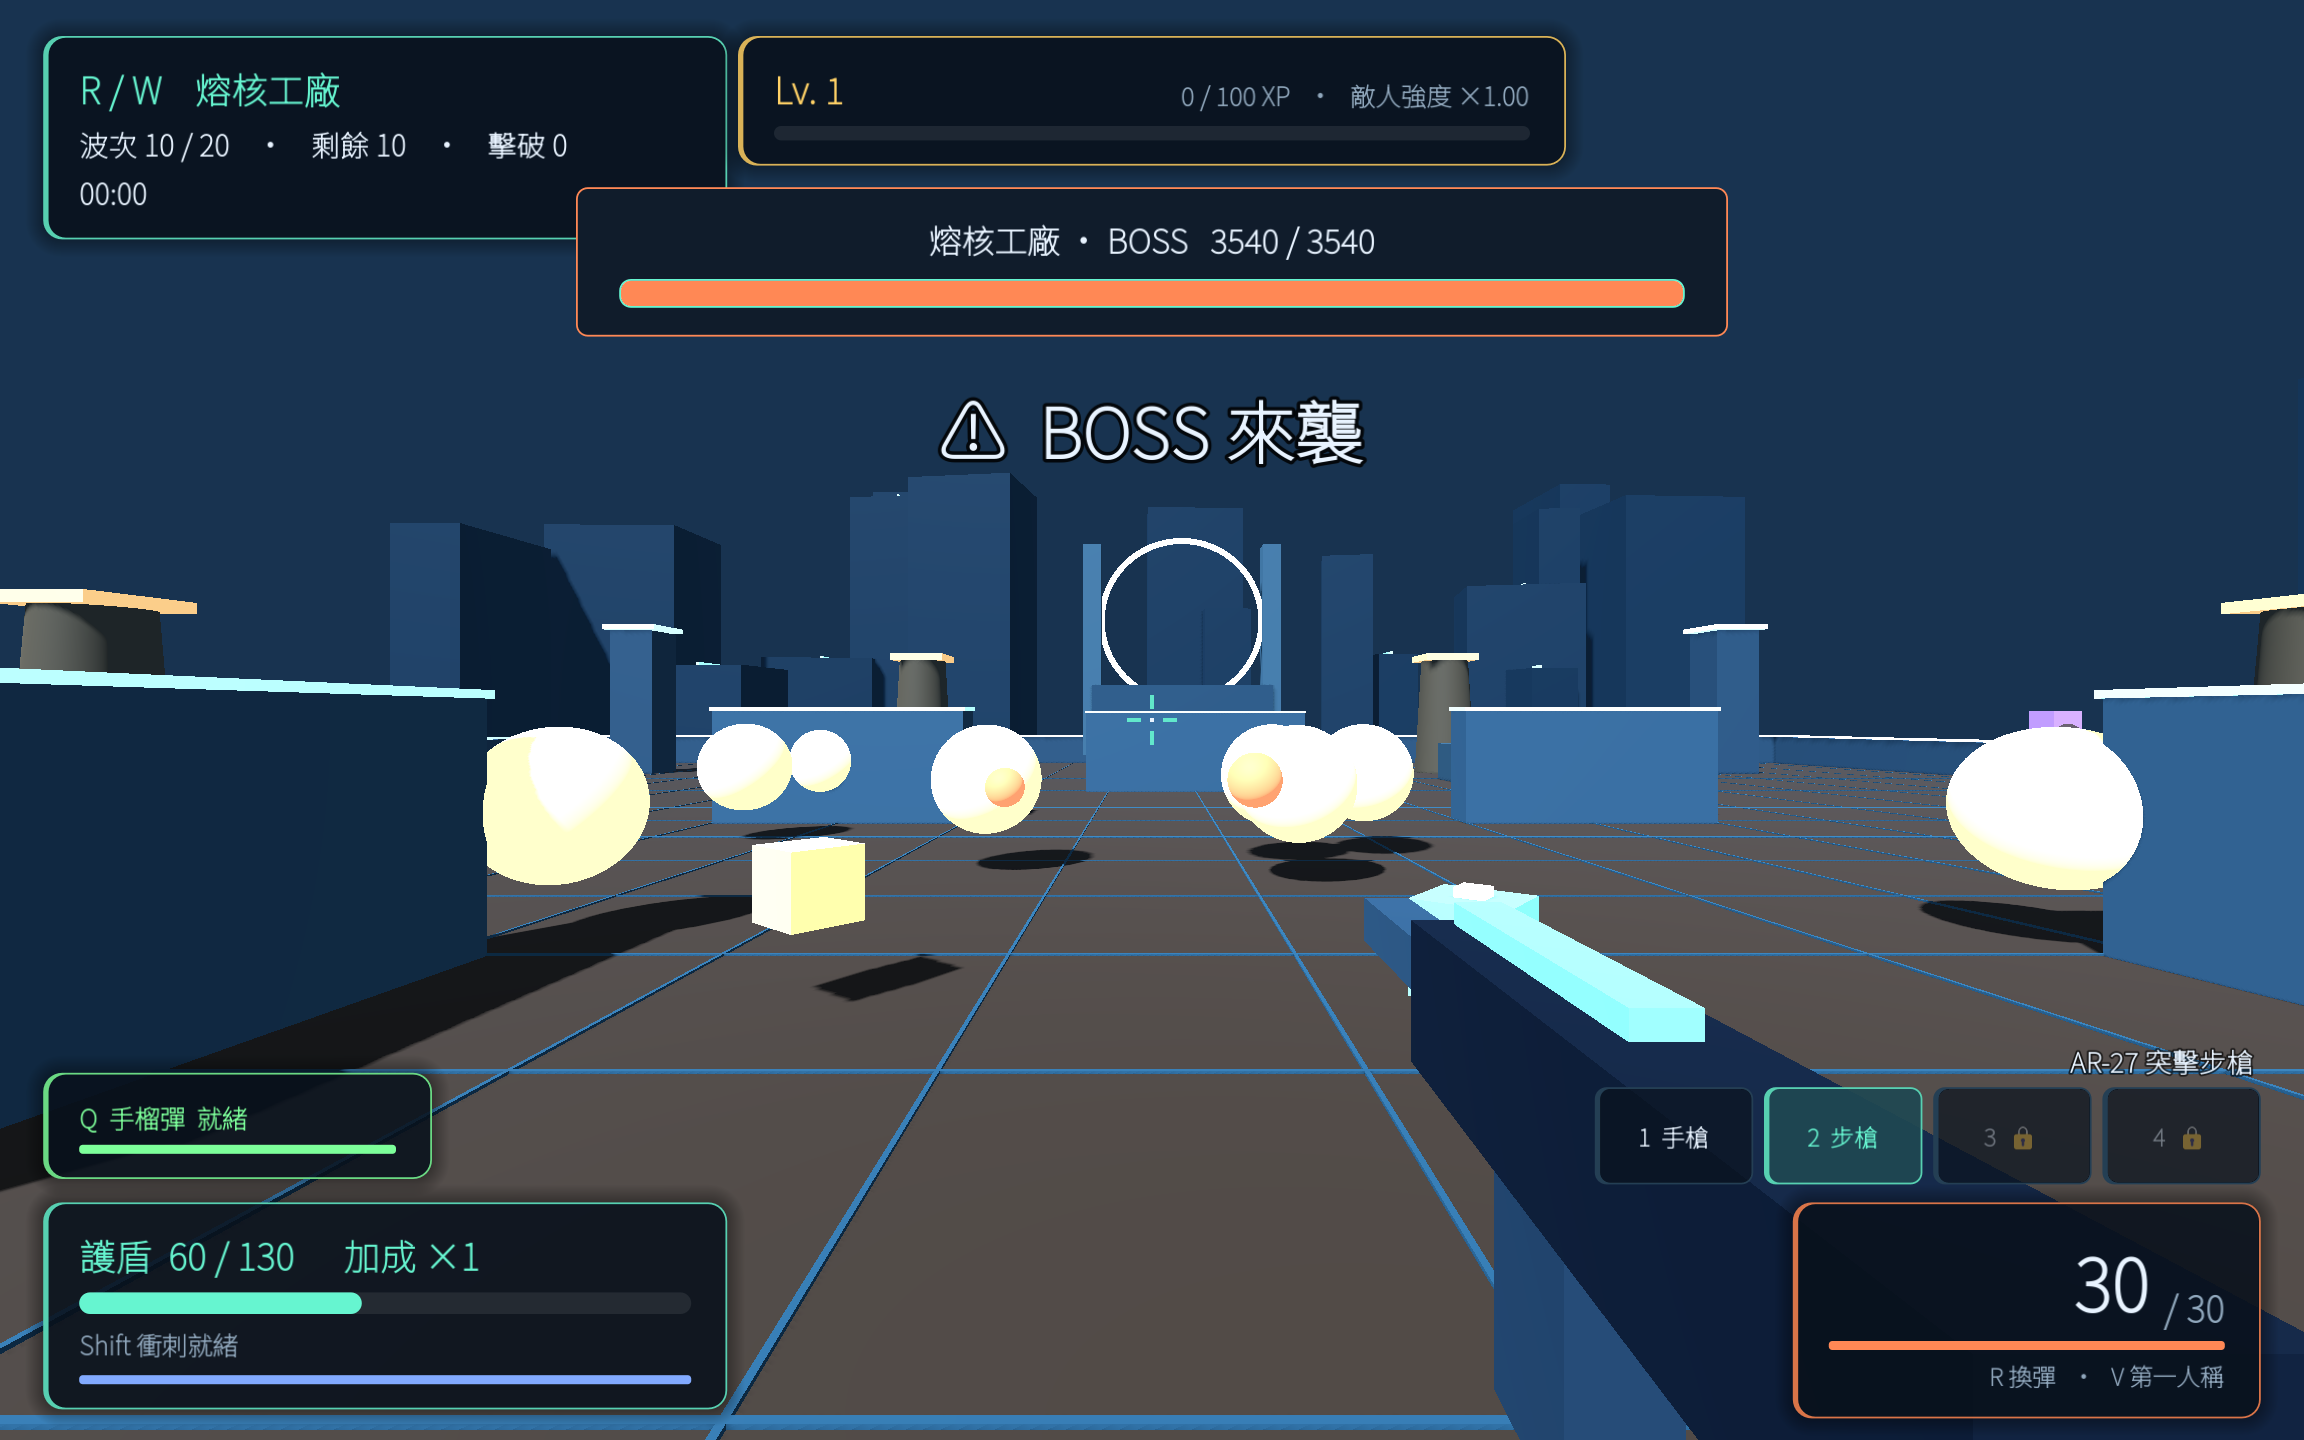 R / W 熔核工廠
波次 10 / 20 · 剩餘 10 · 擊破 0
00:00
Lv. 1
0 / 100 XP · 敵人強度 ×1.00
熔核工廠 · BOSS 3540 / 3540
⚠ BOSS 來襲
Q 手榴彈 就緒
護盾 60 / 130 加成 ×1
Shift 衝刺就緒
AR-27 突擊步槍
1 手槍
2 步槍
3 🔒
4 🔒
30 / 30
R 換彈 · V 第一人稱